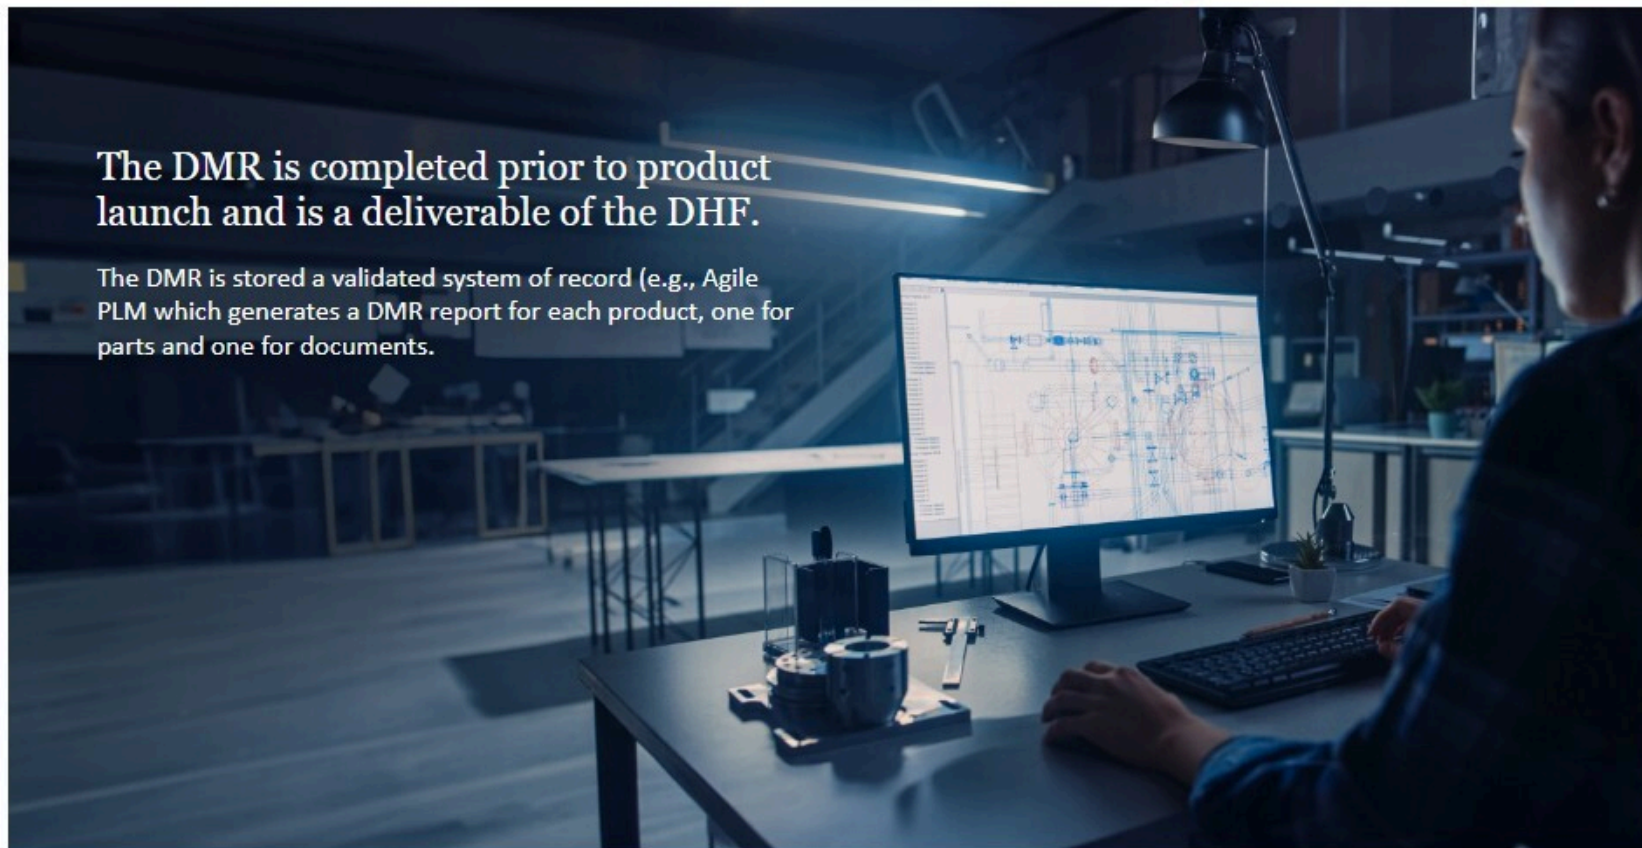 The DMR is completed prior to product
launch and is a deliverable of the DHF.
The DMR is stored a validated system of record (e.g., Agile
PLM which generates a DMR report for each product, one for
parts and one for documents.